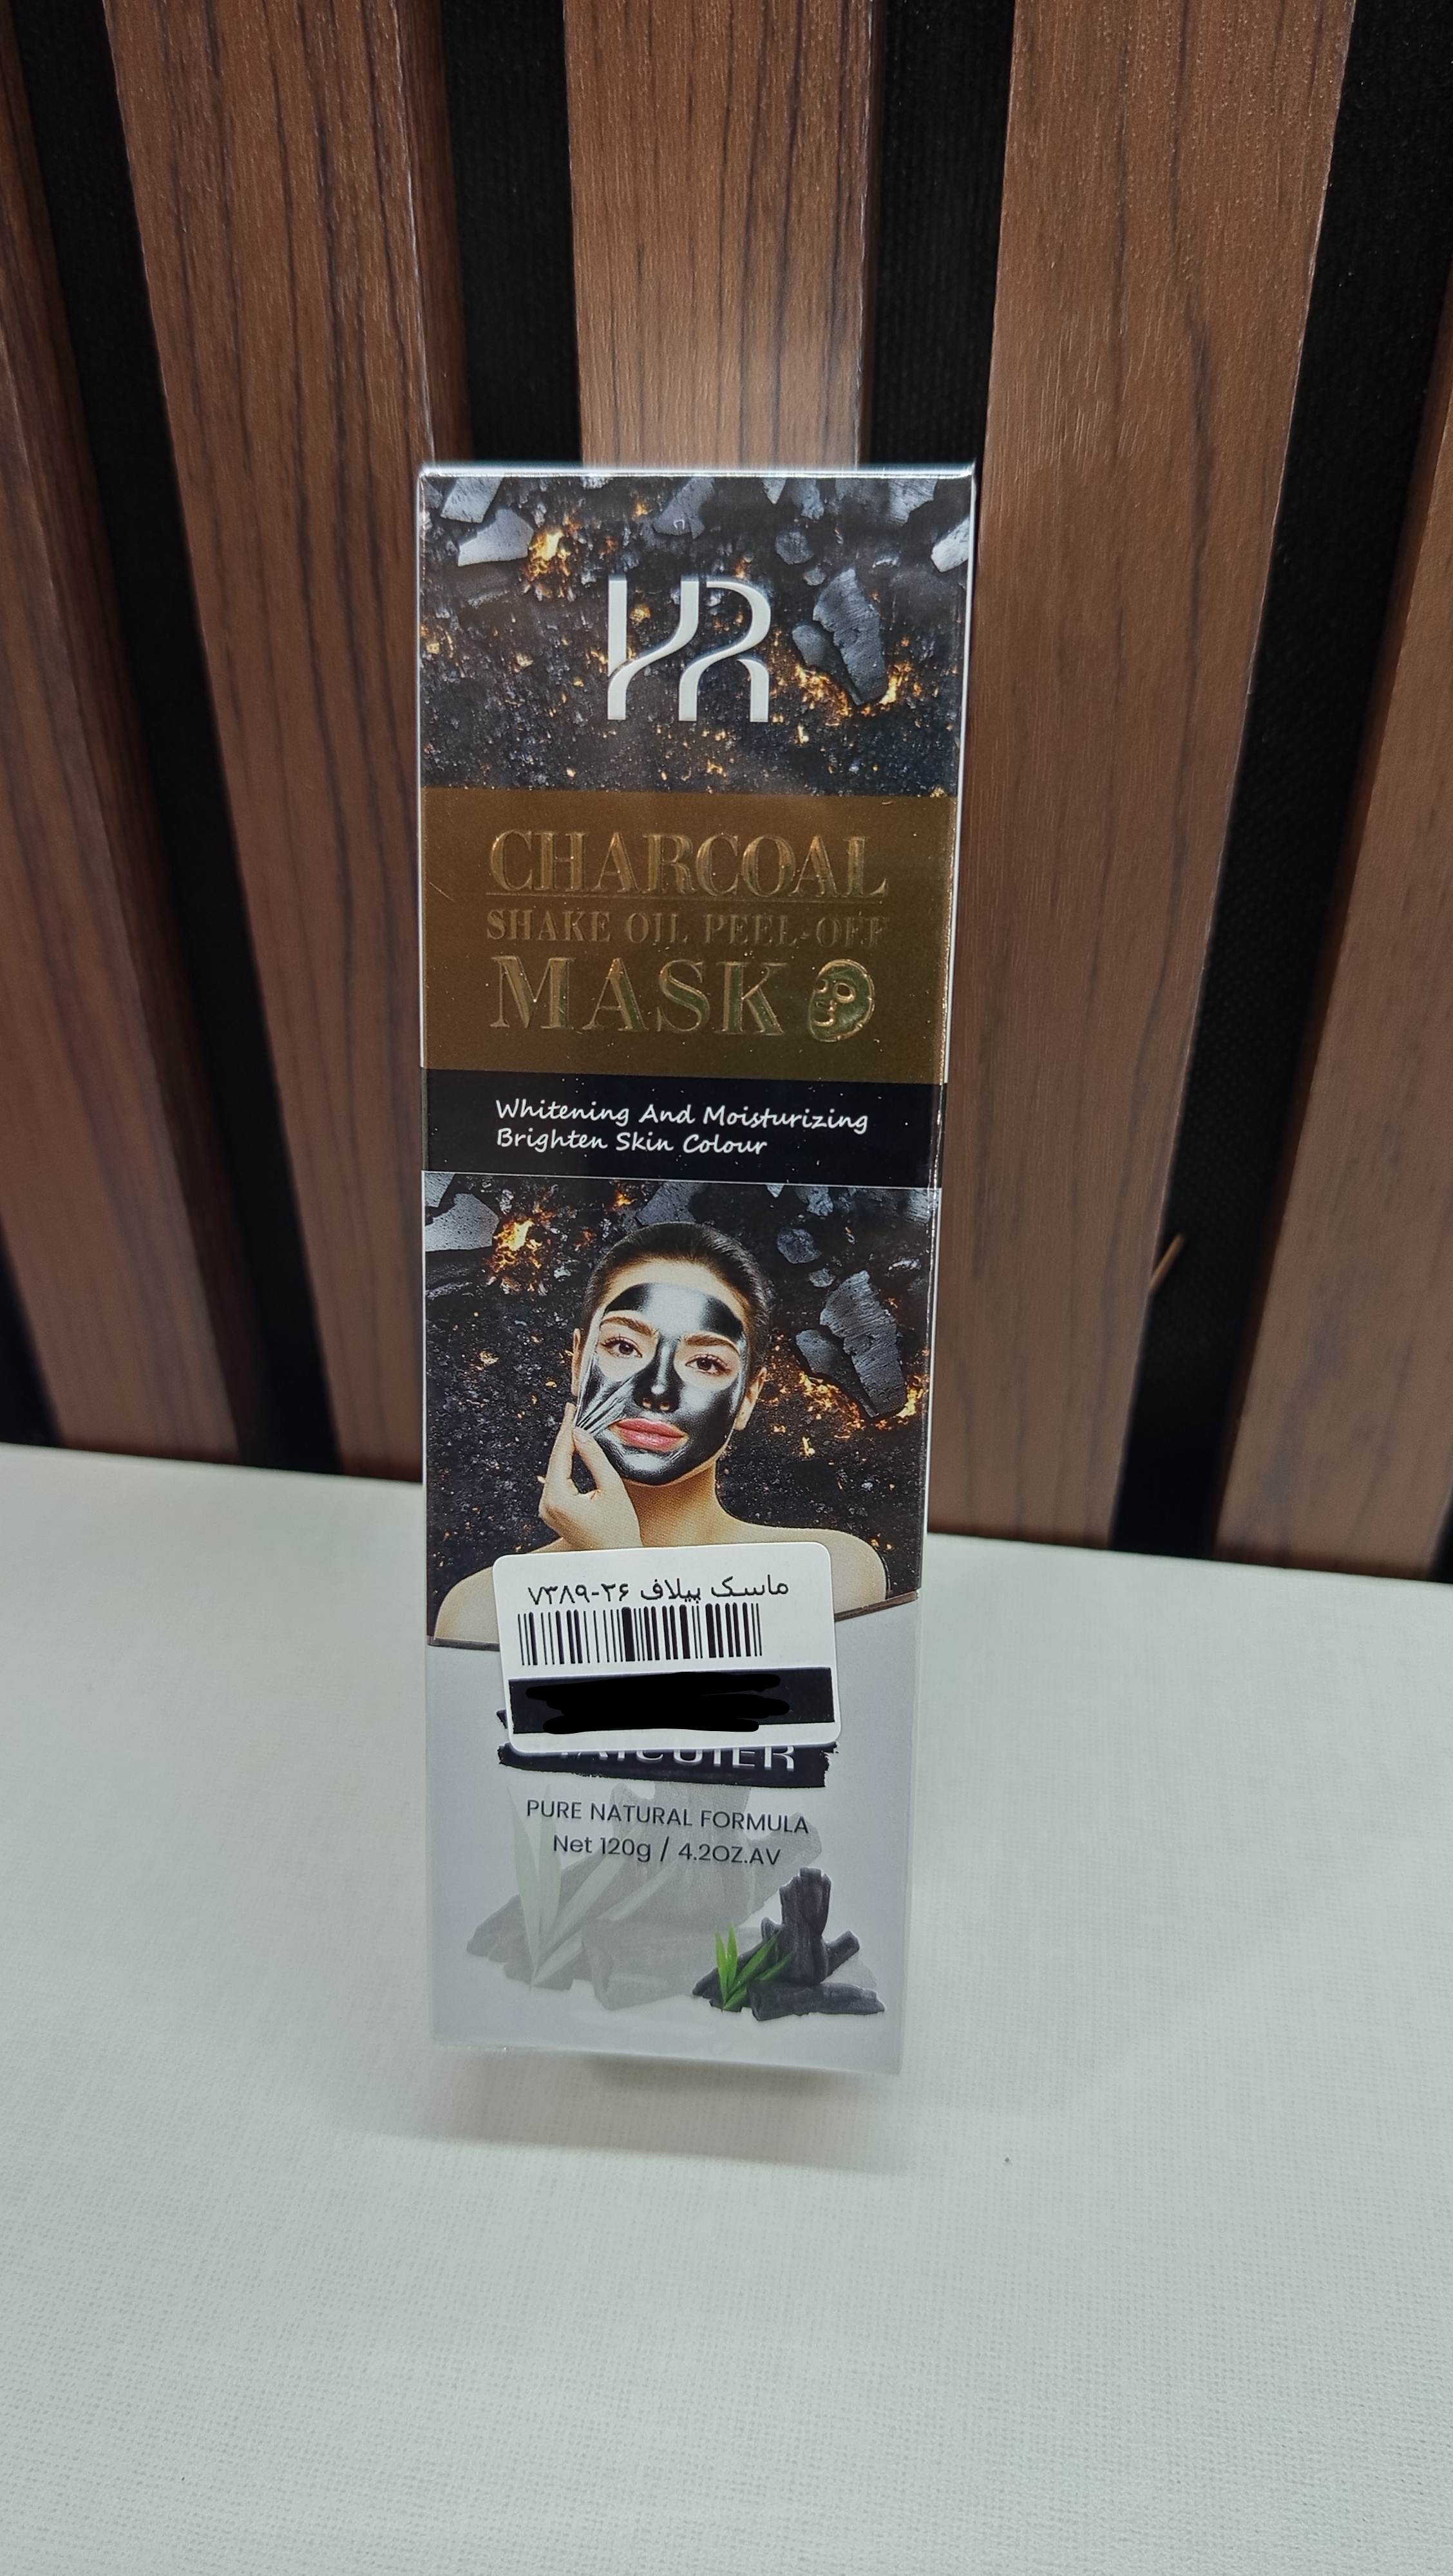 CHARCOAL
SHAKE OIL PEEL-OFF
MASK
Whitening And Moisturizing
Brighten Skin Colour
ماسک پیلاف ۲۶-۷۳۸۹
PURE NATURAL FORMULA
Net 120g / 4.2OZ.AV